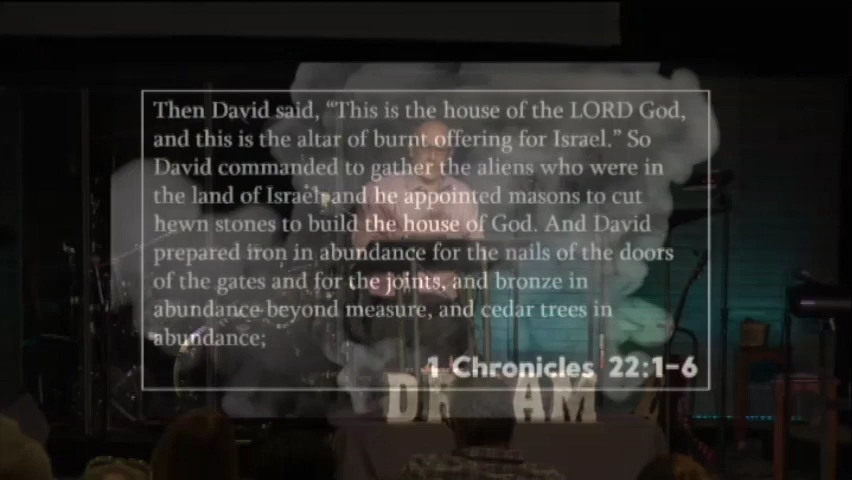 Then David said, “This is the house of the LORD God,
and this is the altar of burnt offering for Israel.” So
David commanded to gather the aliens who were in
the land of Israel; and he appointed masons to cut
hewn stones to build the house of God. And David
prepared iron in abundance for the nails of the doors
of the gates and for the joints, and bronze in
abundance beyond measure, and cedar trees in
abundance;
1 Chronicles 22:1-6